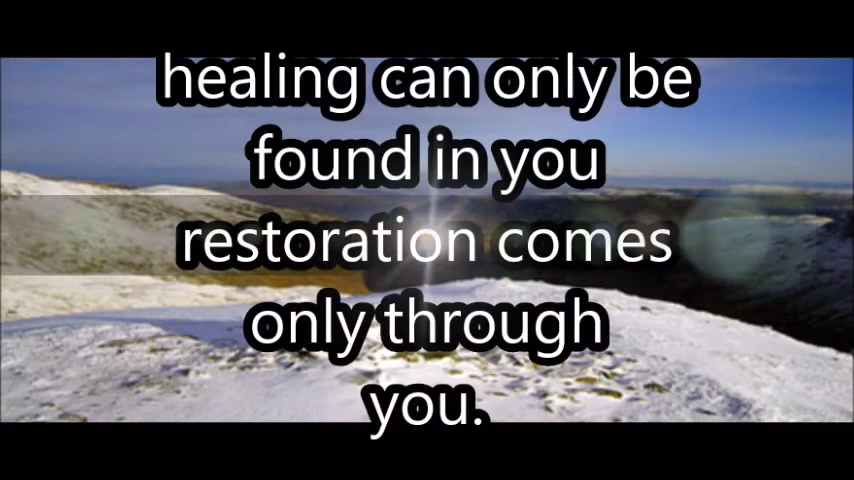 healing can only be
found in you
restoration comes
only through
you.